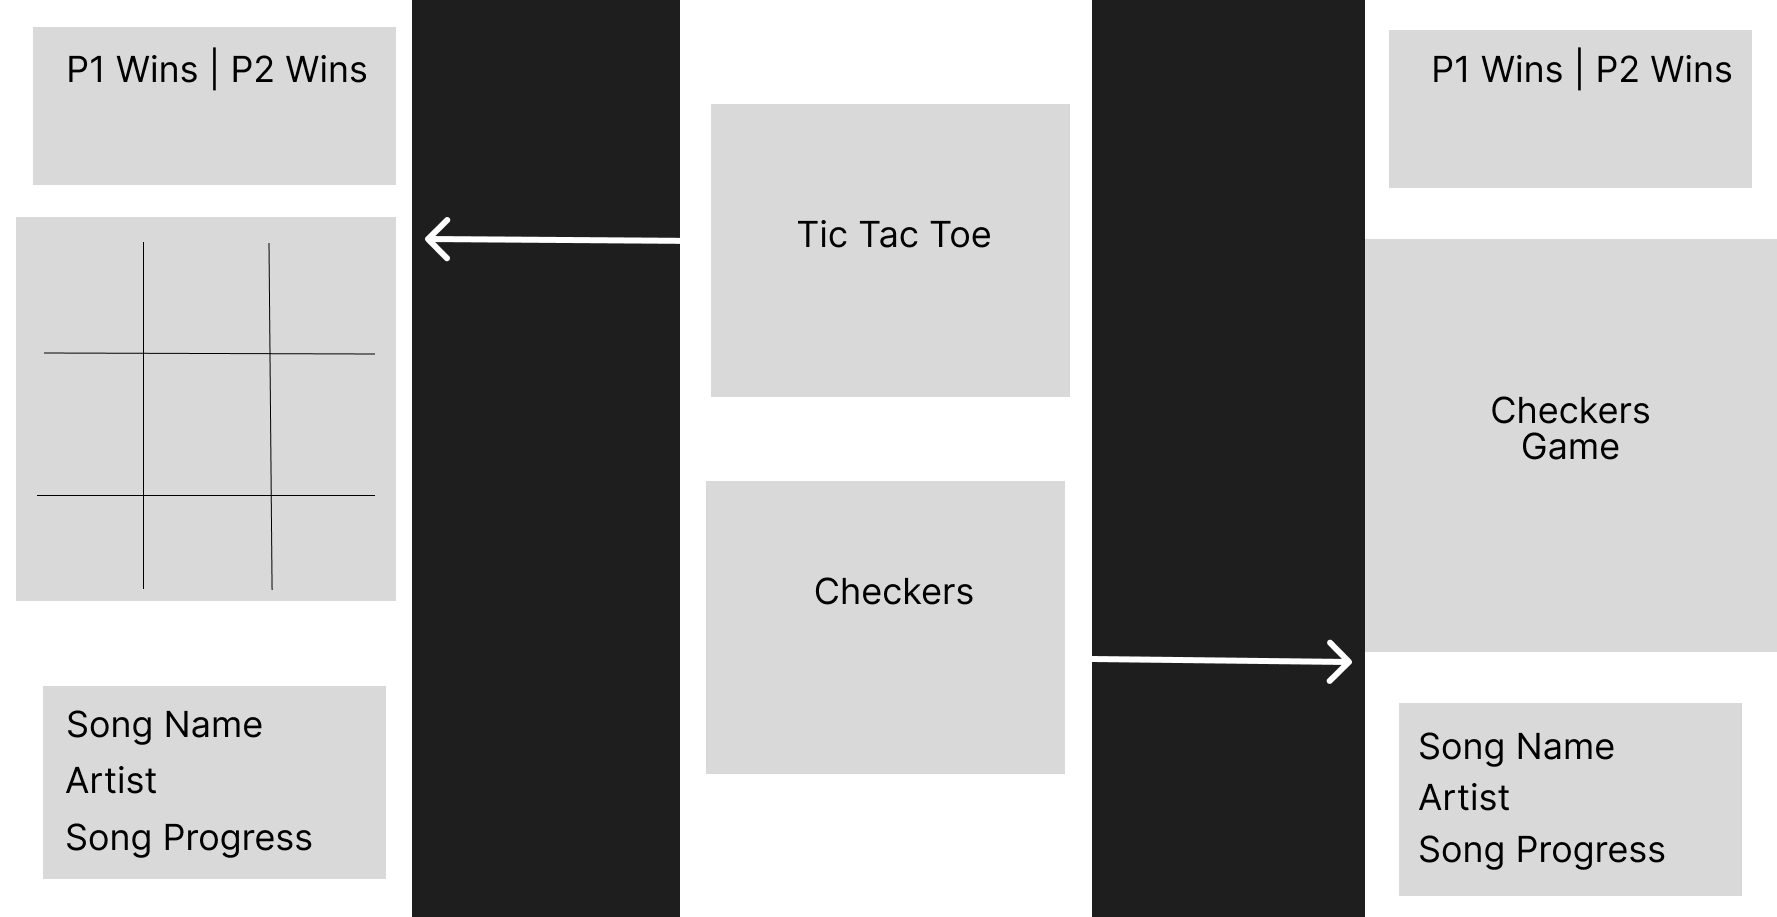 P1 Wins | P2 Wins
Song Name
Artist
Song Progress
Tic Tac Toe
Checkers
P1 Wins | P2 Wins
Checkers
Game
Song Name
Artist
Song Progress